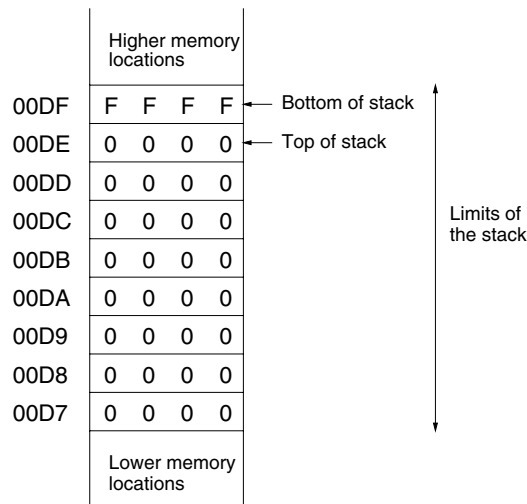 Higher memory
locations
00DF F F F F Bottom of stack
00DE 0 0 0 0 Top of stack
00DD 0 0 0 0
00DC 0 0 0 0
Limits of
the stack
00DB 0 0 0 0
00DA 0 0 0 0
00D9 0 0 0 0
00D8 0 0 0 0
00D7 0 0 0 0
Lower memory
locations